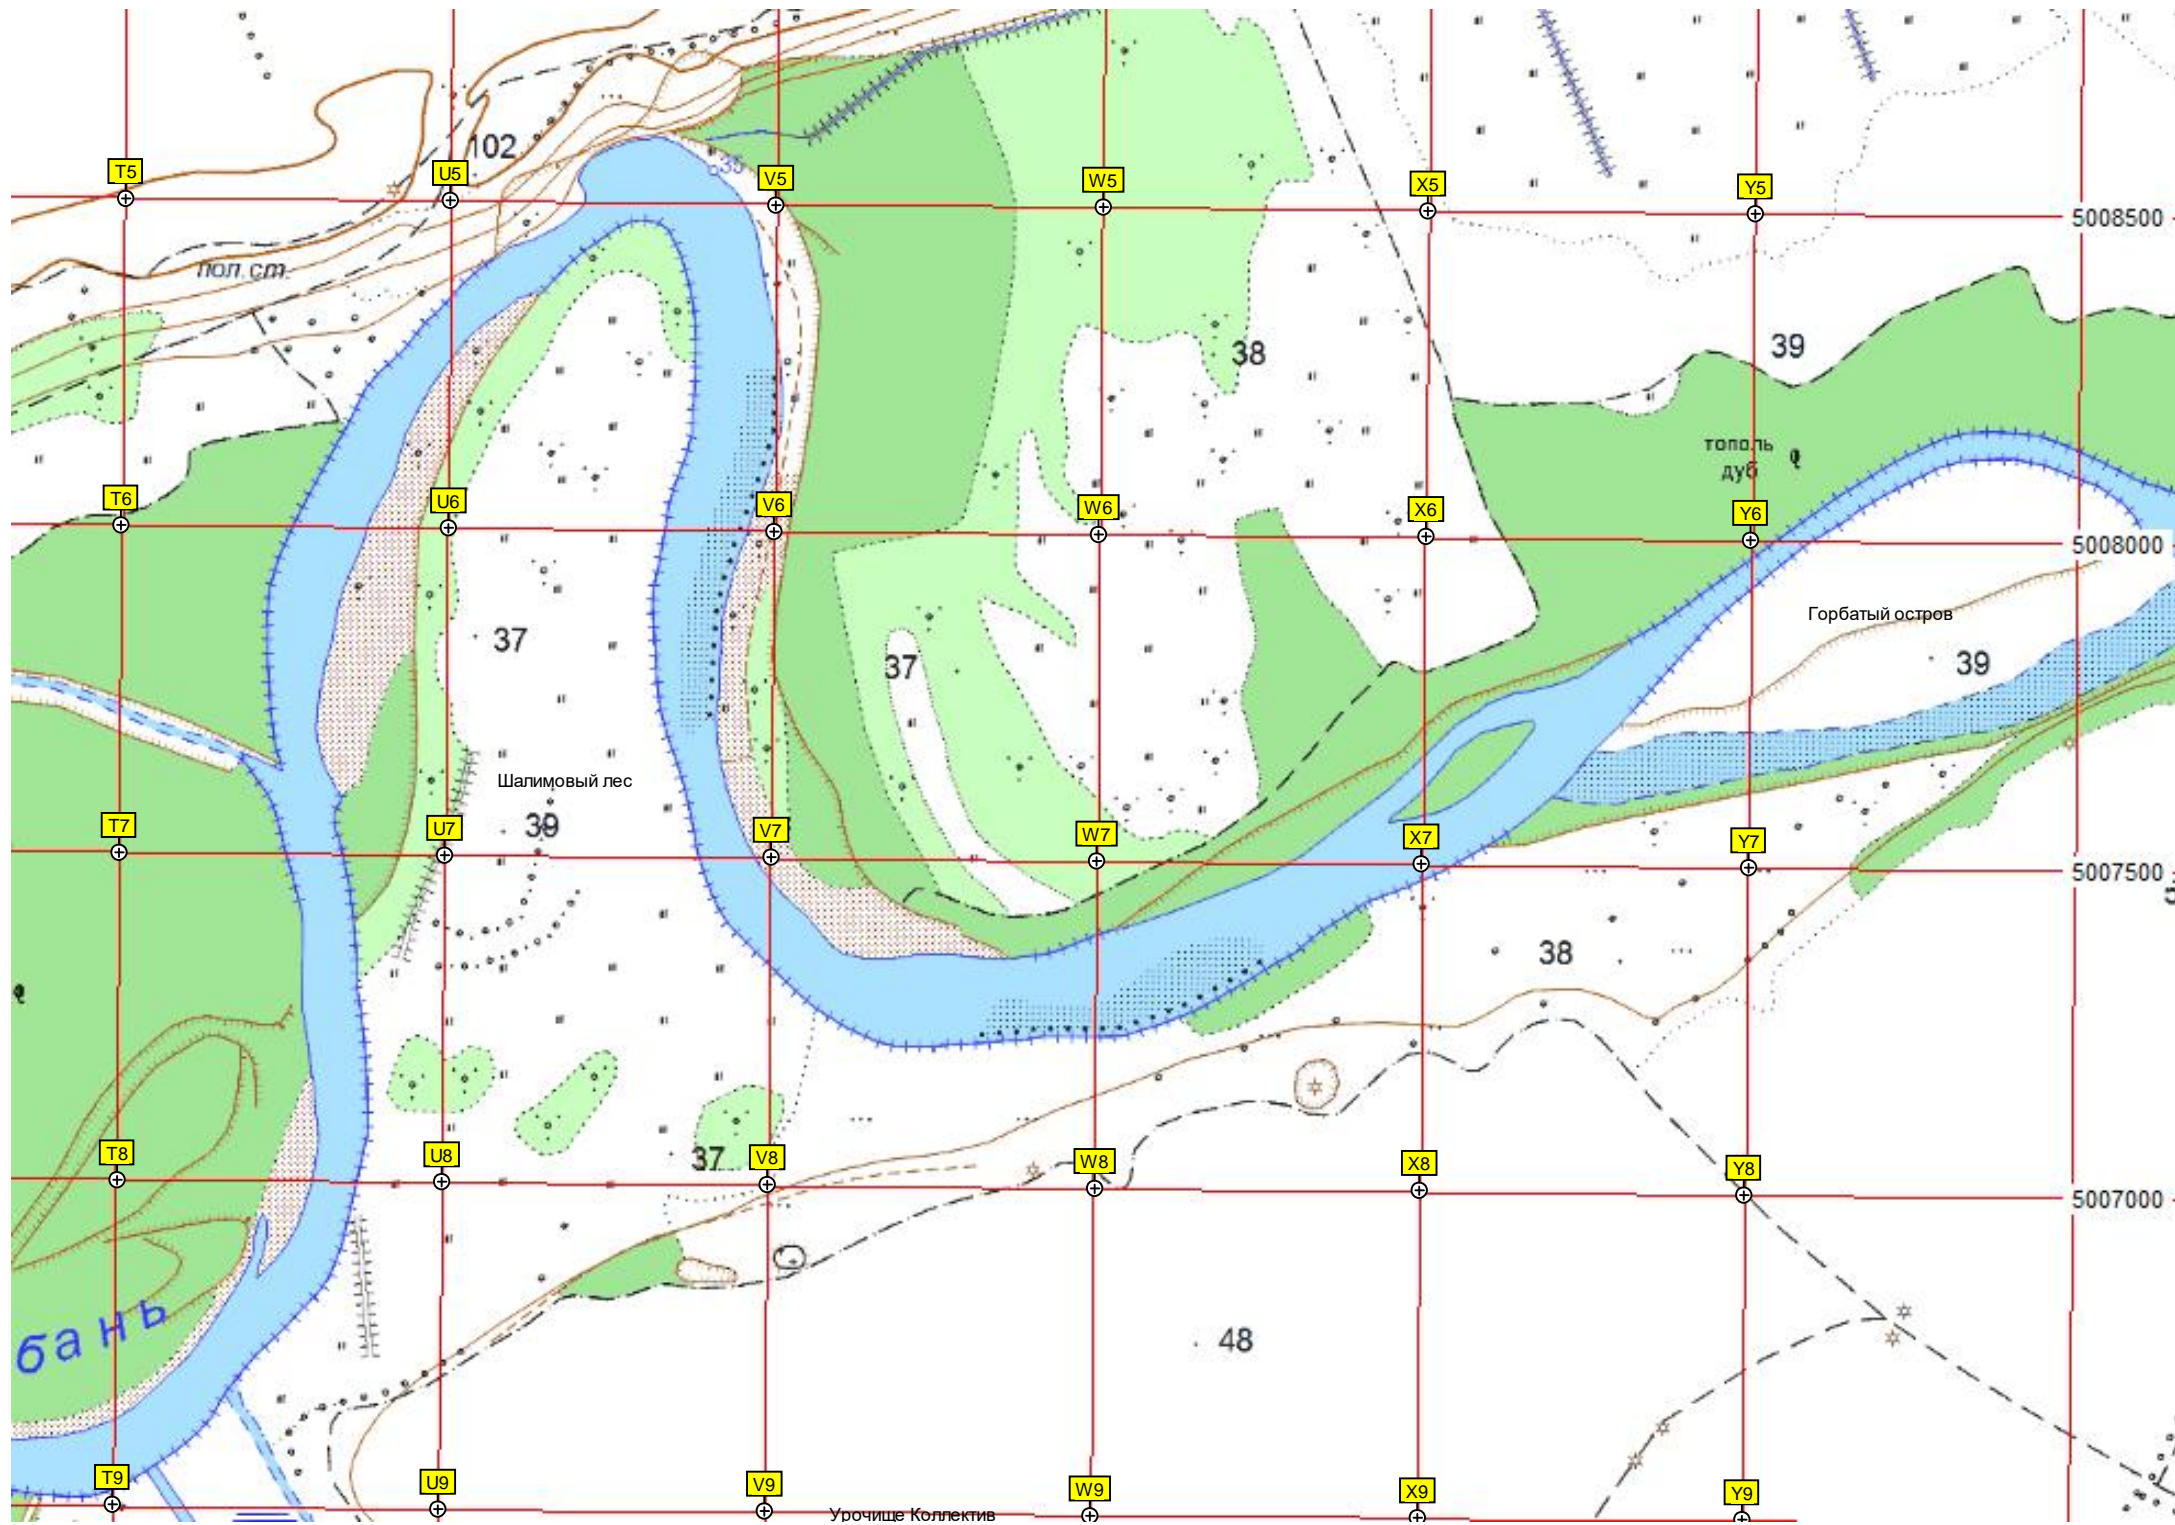 102
35
T5
U5
V5
W5
X5
Y5
5008500
пол.ст.
38
39
тополь
дуб
T6
U6
V6
W6
X6
Y6
5008000
Горбатый остров
37
37
39
Шалимовый лес
39
T7
U7
V7
W7
X7
Y7
5007500
38
37
T8
U8
V8
W8
X8
Y8
5007000
бань
48
T9
U9
V9
W9
X9
Y9
Урочище Коллектив